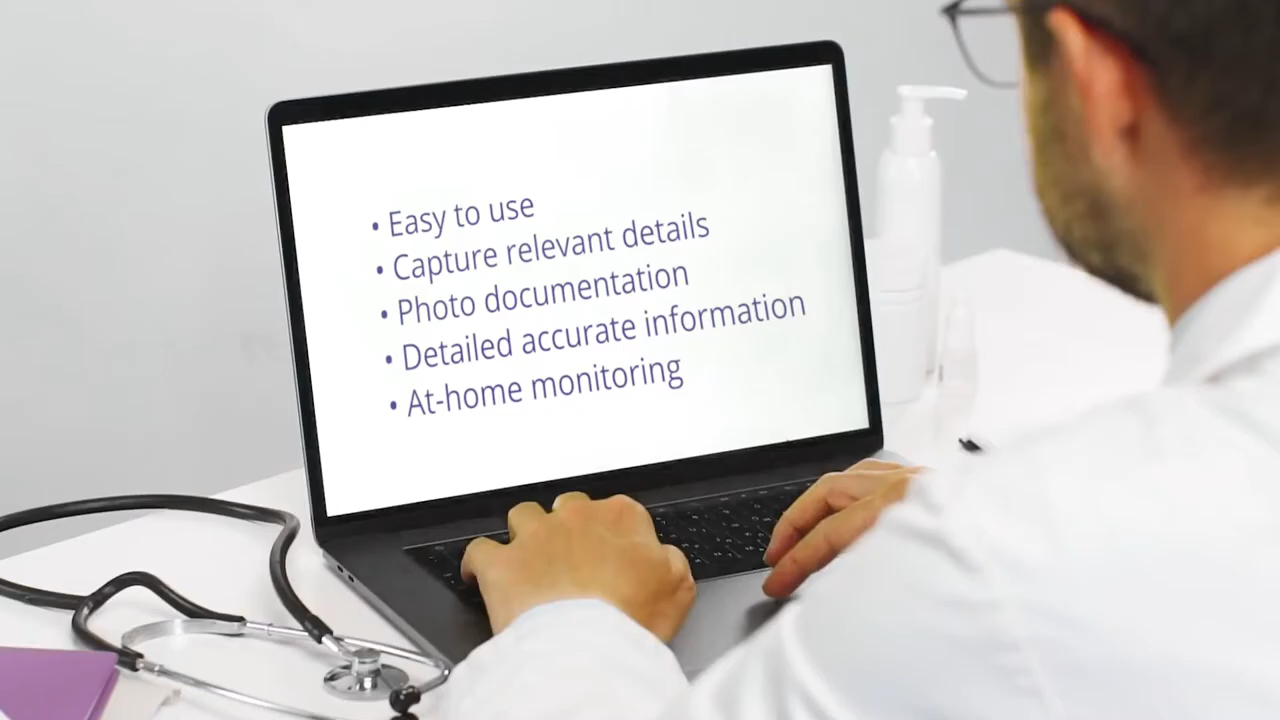 • Easy to use
• Capture relevant details
• Photo documentation
• Detailed accurate information
• At-home monitoring